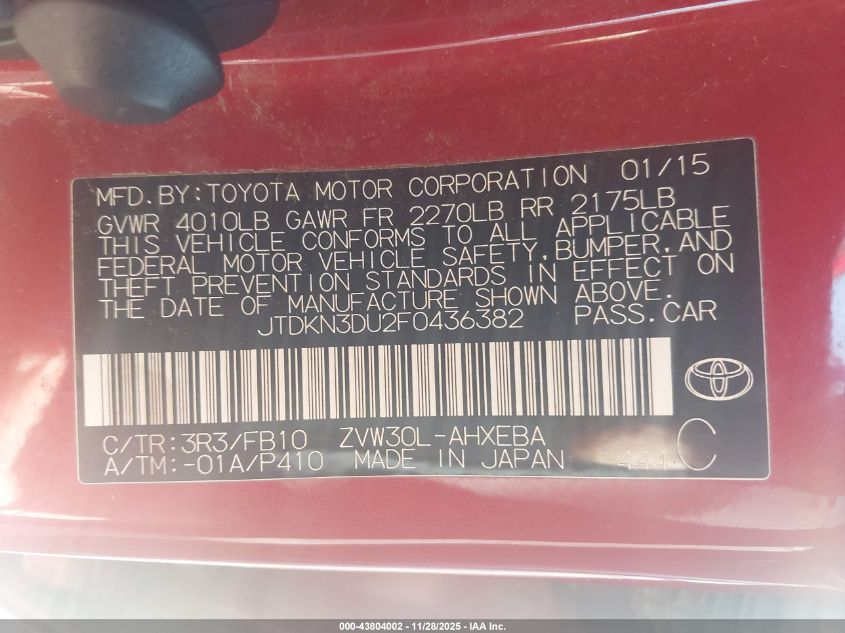 MFD. BY: TOYOTA MOTOR CORPORATION 01/15
GVWR 4010LB GAWR FR 2270LB RR 2175LB
THIS VEHICLE CONFORMS TO ALL APPLICABLE
FEDERAL MOTOR VEHICLE SAFETY, BUMPER, AND
THEFT PREVENTION STANDARDS IN EFFECT ON
THE DATE OF MANUFACTURE SHOWN ABOVE.
JTDKN3DU2F0436382 PASS. CAR
C/TR: 3R3/FB10 ZVW30L-AHXEBA
A/TM: -01A/P410 MADE IN JAPAN 444 C
000-43804002 - 11/28/2025 - IAA Inc.